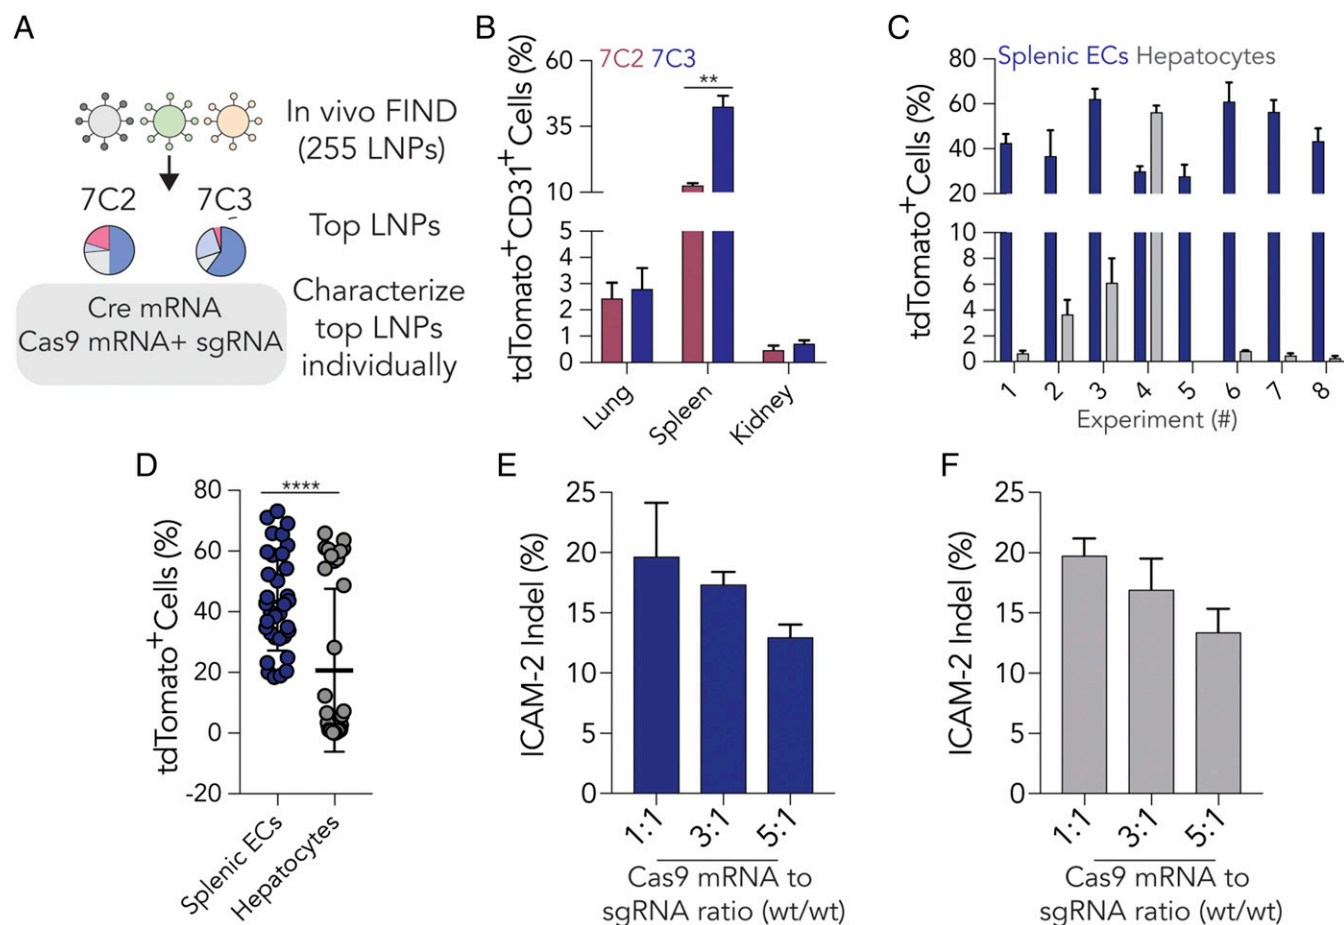 A
In vivo FIND
(255 LNPs)
7C2 7C3
Top LNPs
Cre mRNA
Cas9 mRNA+ sgRNA
Characterize
top LNPs
individually
B
tdTomato+CD31+ Cells (%)
7C2 7C3
**
60
35
10
5
4
3
2
1
0
Lung
Spleen
Kidney
C
tdTomato+Cells (%)
Splenic ECs Hepatocytes
80
60
40
20
10
8
6
4
2
0
1 2 3 4 5 6 7 8
Experiment (#)
D
tdTomato+Cells (%)
****
80
60
40
20
0
-20
Splenic ECs
Hepatocytes
E
ICAM-2 Indel (%)
25
20
15
10
5
0
1:1 3:1 5:1
Cas9 mRNA to
sgRNA ratio (wt/wt)
F
ICAM-2 Indel (%)
25
20
15
10
5
0
1:1 3:1 5:1
Cas9 mRNA to
sgRNA ratio (wt/wt)